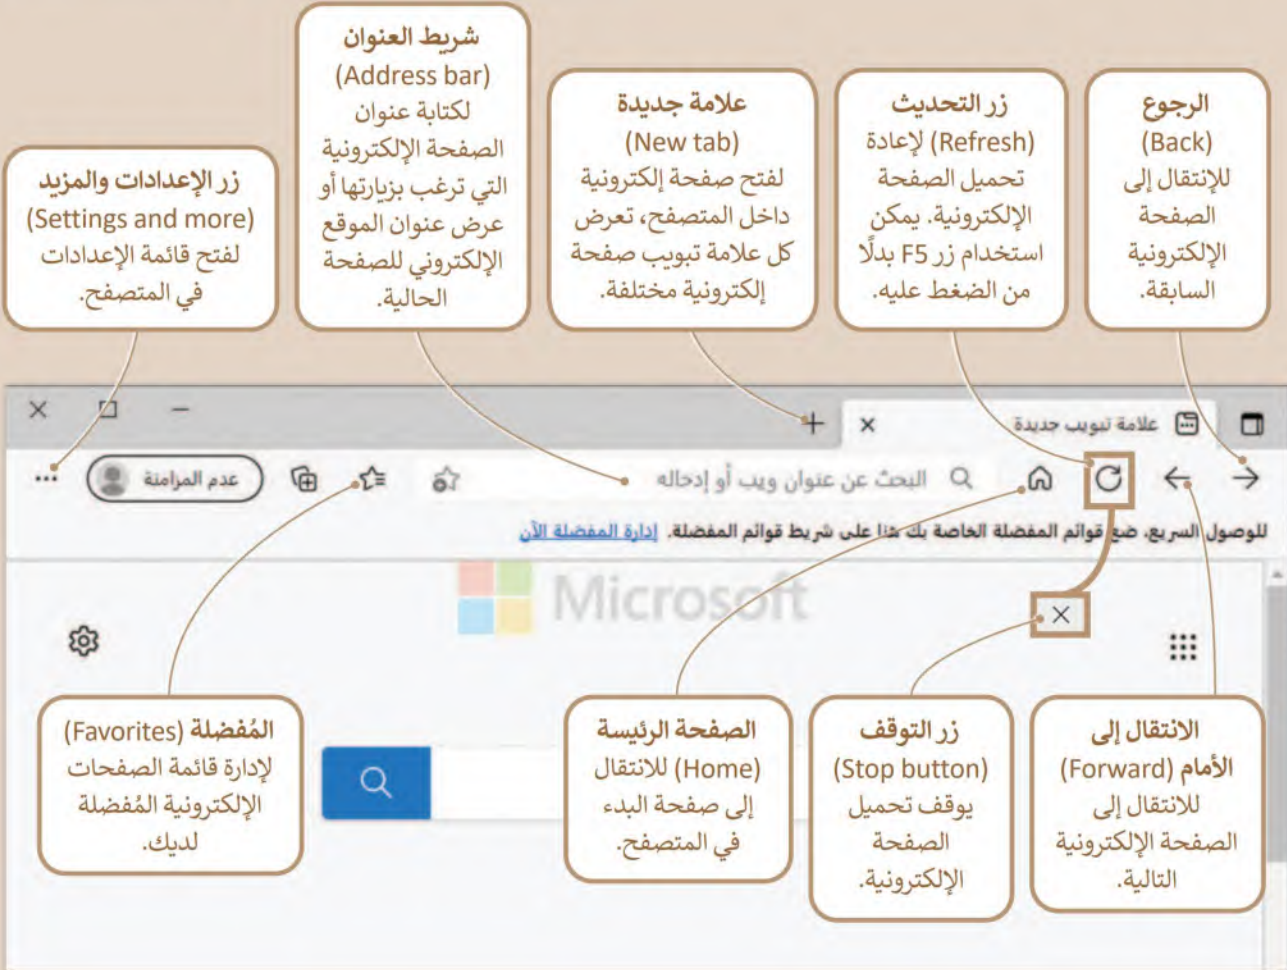 الرجوع
(Back)
للإنتقال إلى
الصفحة
الإلكترونية
السابقة.
زر التحديث
(Refresh) لإعادة
تحميل الصفحة
الإلكترونية. يمكن
استخدام زر F5 بدلًا
من الضغط عليه.
علامة جديدة
(New tab)
لفتح صفحة إلكترونية
داخل المتصفح، تعرض
كل علامة تبويب صفحة
إلكترونية مختلفة.
شريط العنوان
(Address bar)
لكتابة عنوان
الصفحة الإلكترونية
التي ترغب بزيارتها أو
عرض عنوان الموقع
الإلكتروني للصفحة
الحالية.
زر الإعدادات والمزيد
(Settings and more)
لفتح قائمة الإعدادات
في المتصفح.
علامة تبويب جديدة
البحث عن عنوان ويب أو إدخاله
عدم المزامنة
للوصول السريع، ضع قوائم المفضلة الخاصة بك هنا على شريط قوائم المفضلة. إدارة المفضلة الآن
Microsoft
الانتقال إلى
الأمام (Forward)
للانتقال إلى
الصفحة الإلكترونية
التالية.
زر التوقف
(Stop button)
يوقف تحميل
الصفحة
الإلكترونية.
الصفحة الرئيسة
(Home) للانتقال
إلى صفحة البدء
في المتصفح.
المُفضلة (Favorites)
لإدارة قائمة الصفحات
الإلكترونية المُفضلة
لديك.